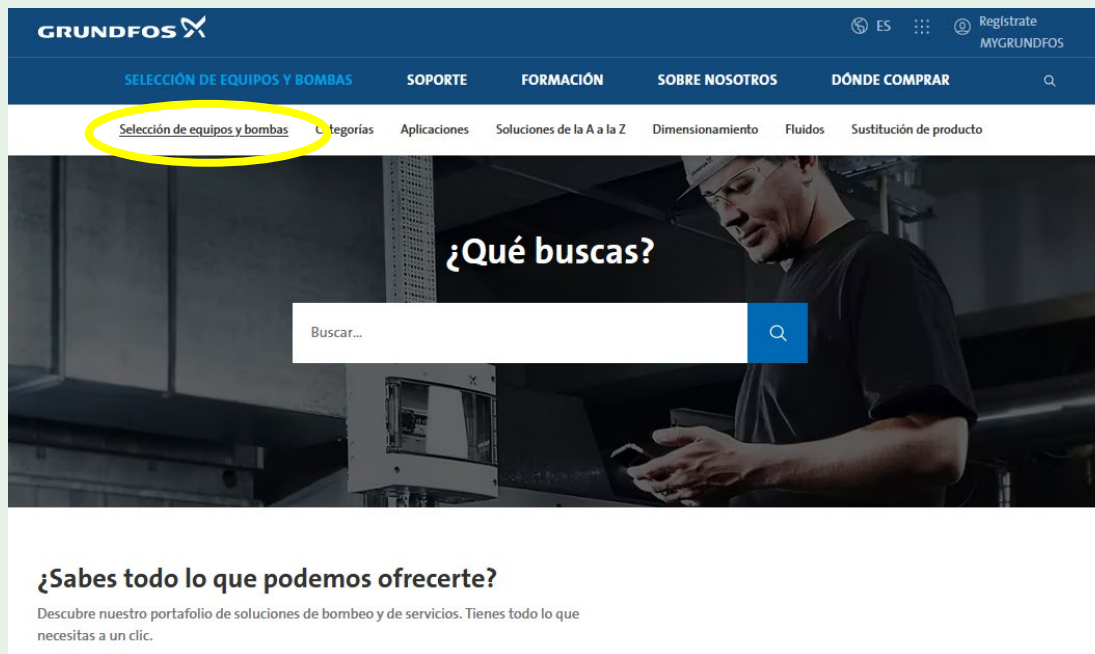 GRUNDFOS
ES
Regístrate
MYGRUNDFOS
SELECCIÓN DE EQUIPOS Y BOMBAS SOPORTE FORMACIÓN SOBRE NOSOTROS DÓNDE COMPRAR
Selección de equipos y bombas Categorías Aplicaciones Soluciones de la A a la Z Dimensionamiento Fluidos Sustitución de producto
¿Qué buscas?
Buscar...
¿Sabes todo lo que podemos ofrecerte?
Descubre nuestro portafolio de soluciones de bombeo y de servicios. Tienes todo lo que
necesitas a un clic.